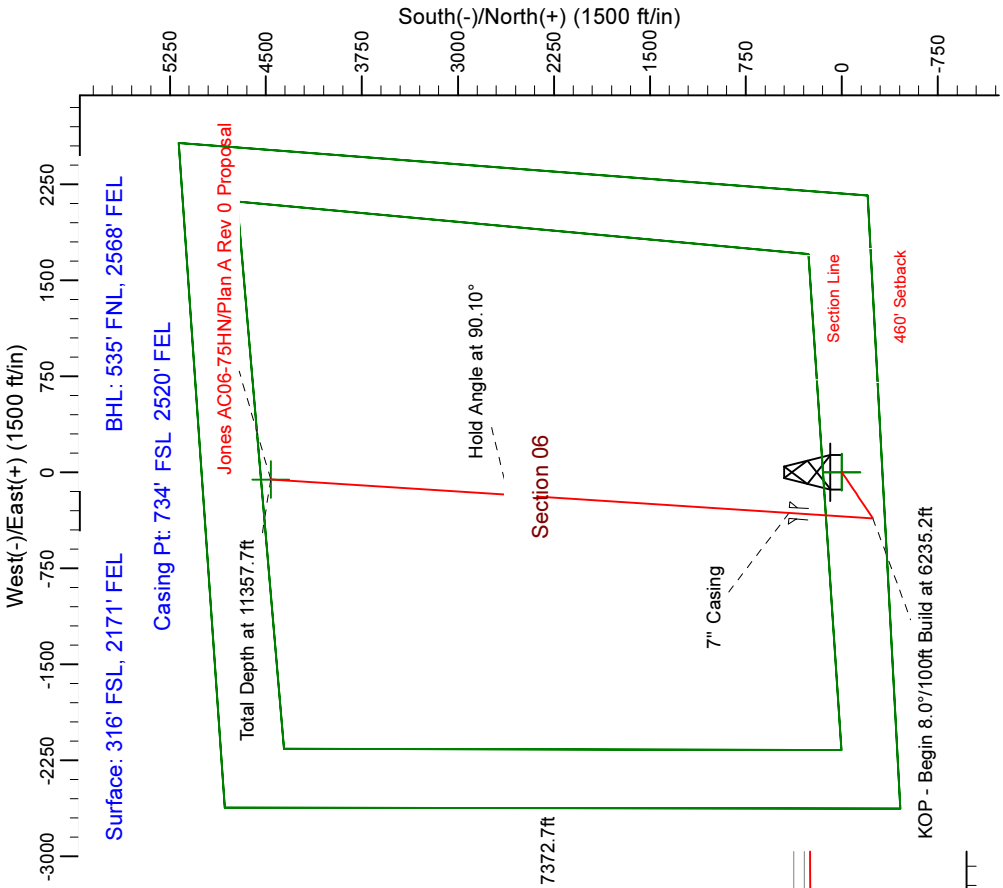 South(-)/North(+) (1500 ft/in)
5250
4500
3750
3000
2250
1500
750
0
-750
West(-)/East(+) (1500 ft/in)
2250
1500
750
0
-750
-1500
-2250
-3000
Surface: 316' FSL, 2171' FEL
BHL: 535' FNL, 2568' FEL
Casing Pt: 734' FSL 2520' FEL
Jones AC06-75HN/Plan A Rev 0 Proposal
Total Depth at 11357.7ft
Hold Angle at 90.10°
Section 06
7" Casing
Section Line
460' Setback
KOP - Begin 8.0°/100ft Build at 6235.2ft
7372.7ft